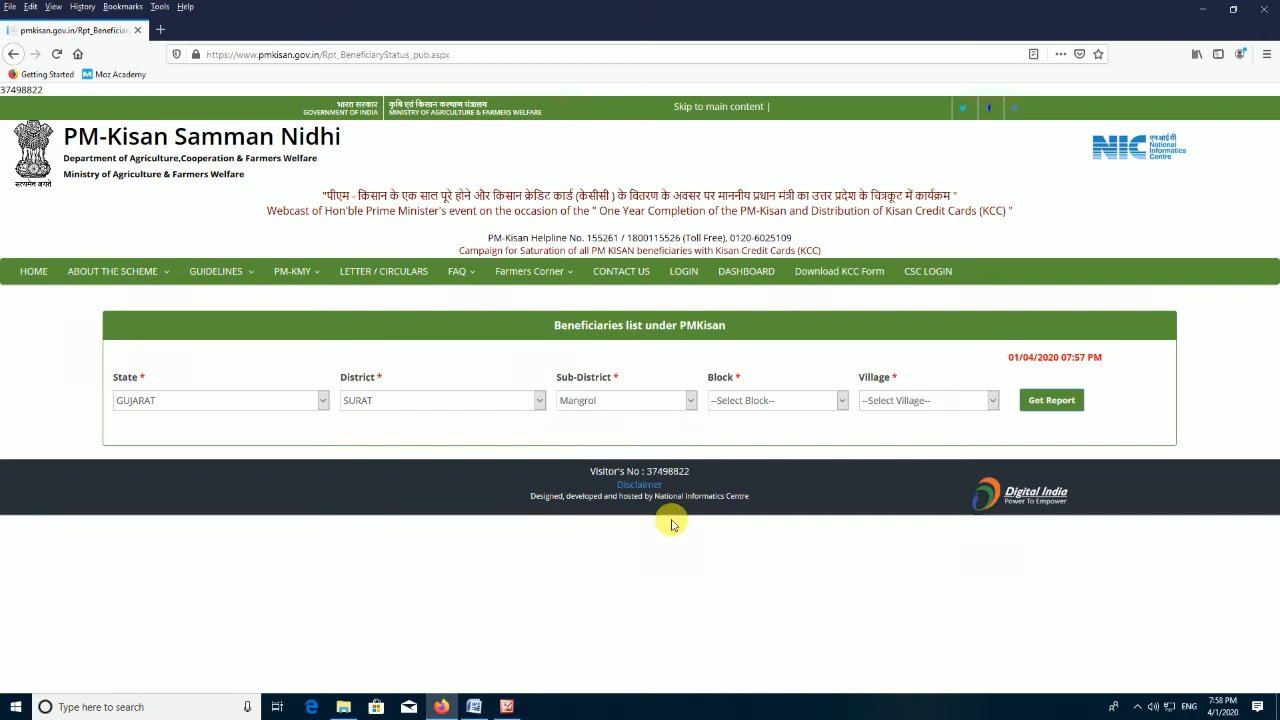 File Edit View History Bookmarks Tools Help
pmkisan.gov.in/Rpt_Beneficiar
https://www.pmkisan.gov.in/Rpt_BeneficiaryStatus_pub.aspx
Getting Started Moz Academy
37498822
भारत सरकार
GOVERNMENT OF INDIA
कृषि एवं किसान कल्याण मंत्रालय
MINISTRY OF AGRICULTURE & FARMERS WELFARE
Skip to main content |
PM-Kisan Samman Nidhi
Department of Agriculture,Cooperation & Farmers Welfare
Ministry of Agriculture & Farmers Welfare
सत्यमेव जयते
NIC
एनआईसी
National
Informatics
Centre
"पीएम - किसान के एक साल पूरे होने और किसान क्रेडिट कार्ड (केसीसी ) के वितरण के अवसर पर माननीय प्रधान मंत्री का उत्तर प्रदेश के चित्रकूट में कार्यक्रम "
Webcast of Hon'ble Prime Minister's event on the occasion of the " One Year Completion of the PM-Kisan and Distribution of Kisan Credit Cards (KCC) "
PM-Kisan Helpline No. 155261 / 1800115526 (Toll Free), 0120-6025109
Campaign for Saturation of all PM KISAN beneficiaries with Kisan Credit Cards (KCC)
HOME ABOUT THE SCHEME GUIDELINES PM-KMY LETTER / CIRCULARS FAQ Farmers Corner CONTACT US LOGIN DASHBOARD Download KCC Form CSC LOGIN
Beneficiaries list under PMKisan
01/04/2020 07:57 PM
State * District * Sub-District * Block * Village *
GUJARAT SURAT Mangrol --Select Block-- --Select Village-- Get Report
Visitor's No : 37498822
Disclaimer
Designed, developed and hosted by National Informatics Centre
Digital India
Power To Empower
Type here to search
ENG
7:58 PM
4/1/2020